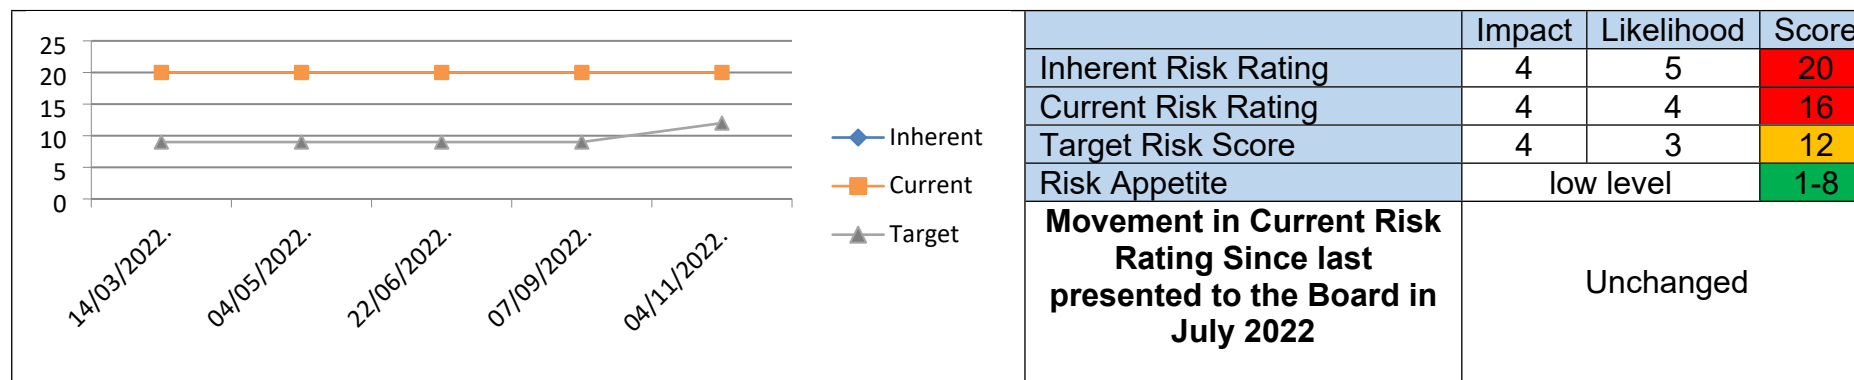 25
20
15
10
5
0
14/03/2022.
04/05/2022.
22/06/2022.
07/09/2022.
04/11/2022.
Inherent
Current
Target
Impact Likelihood Score
Inherent Risk Rating 4 5 20
Current Risk Rating 4 4 16
Target Risk Score 4 3 12
Risk Appetite low level 1-8
Movement in Current Risk
Rating Since last
presented to the Board in
July 2022
Unchanged